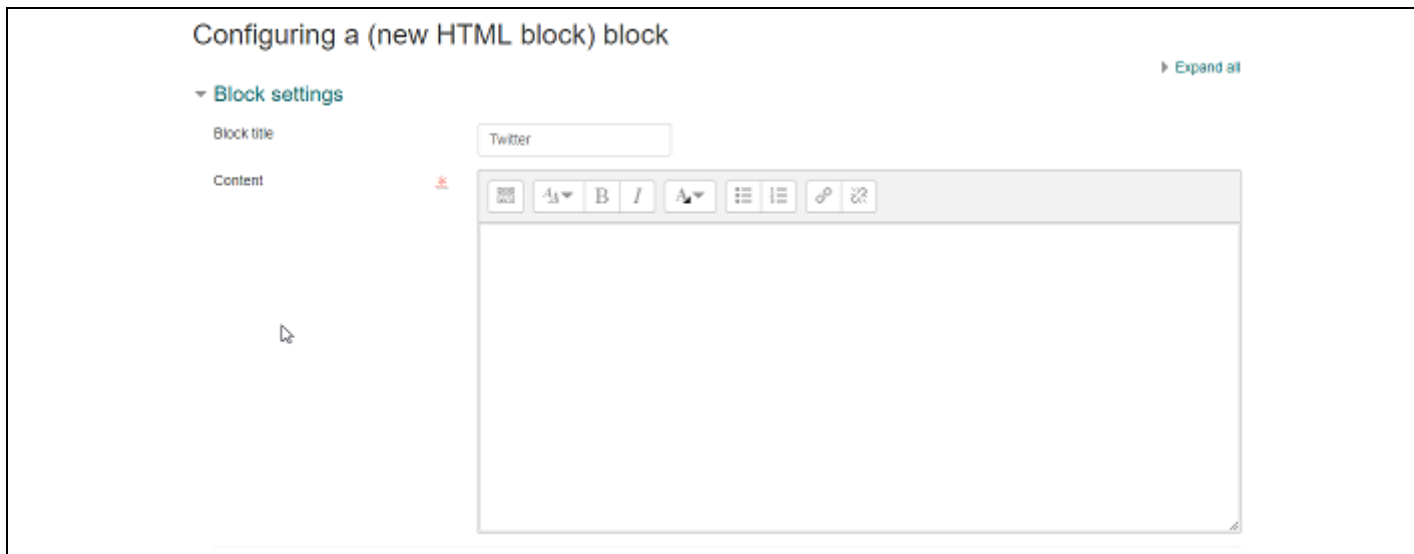 Configuring a (new HTML block) block
Expand all
Block settings
Block title
Twitter
Content
B I